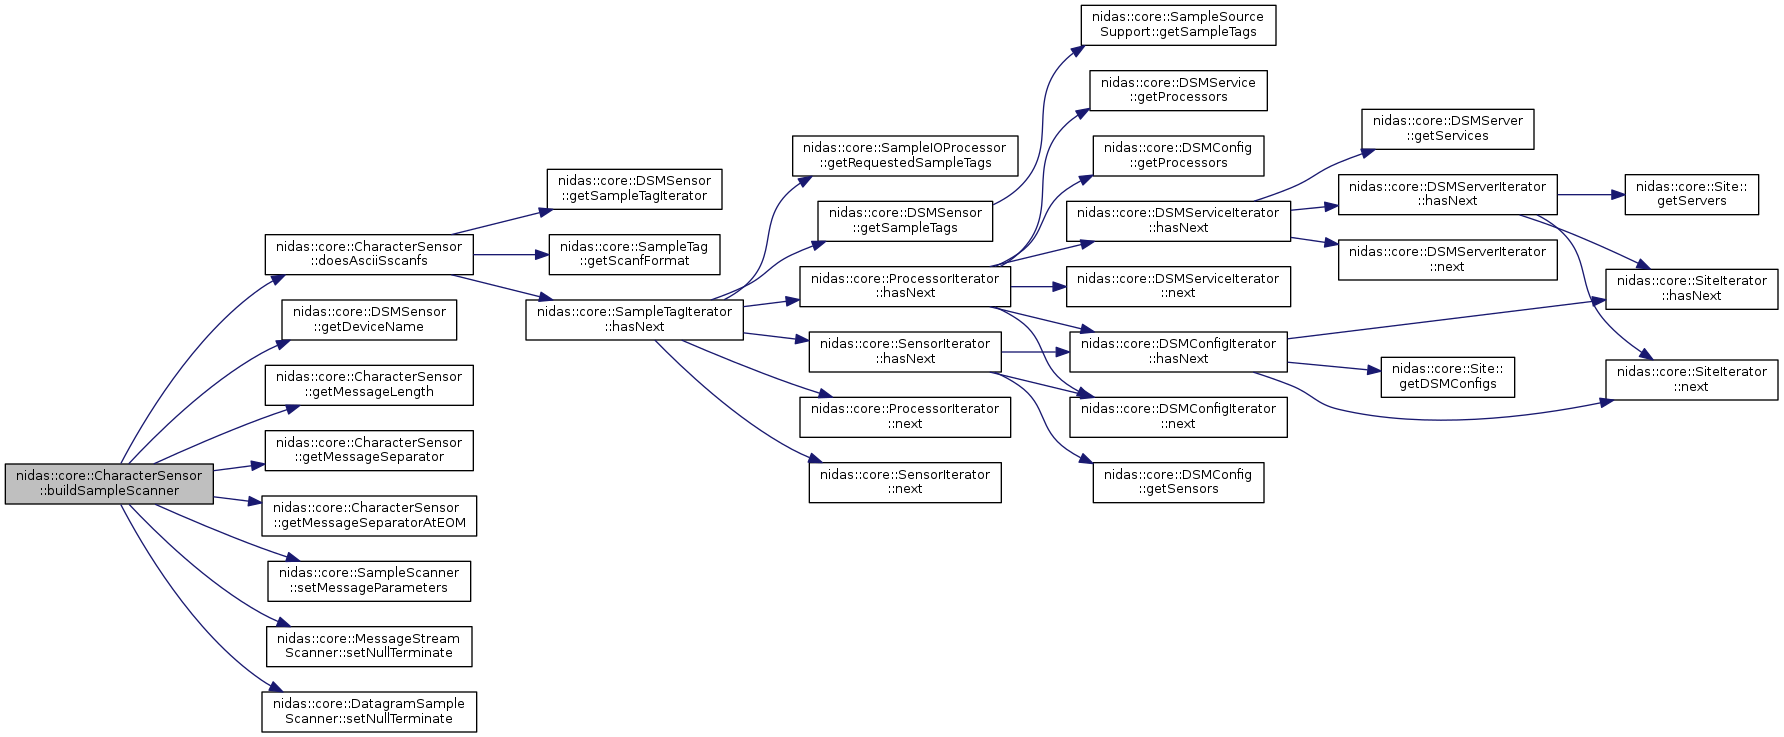 nidas::core::CharacterSensor
::buildSampleScanner
nidas::core::CharacterSensor
::doesAsciiSscanfs
nidas::core::DSMSensor
::getDeviceName
nidas::core::CharacterSensor
::getMessageLength
nidas::core::CharacterSensor
::getMessageSeparator
nidas::core::CharacterSensor
::getMessageSeparatorAtEOM
nidas::core::SampleScanner
::setMessageParameters
nidas::core::MessageStream
Scanner::setNullTerminate
nidas::core::DatagramSample
Scanner::setNullTerminate
nidas::core::DSMSensor
::getSampleTagIterator
nidas::core::SampleTag
::getScanfFormat
nidas::core::SampleTagIterator
::hasNext
nidas::core::SampleIOProcessor
::getRequestedSampleTags
nidas::core::DSMSensor
::getSampleTags
nidas::core::ProcessorIterator
::hasNext
nidas::core::SensorIterator
::hasNext
nidas::core::ProcessorIterator
::next
nidas::core::SensorIterator
::next
nidas::core::SampleSource
Support::getSampleTags
nidas::core::DSMService
::getProcessors
nidas::core::DSMConfig
::getProcessors
nidas::core::DSMServiceIterator
::hasNext
nidas::core::DSMServiceIterator
::next
nidas::core::DSMConfigIterator
::hasNext
nidas::core::DSMConfigIterator
::next
nidas::core::DSMConfig
::getSensors
nidas::core::DSMServer
::getServices
nidas::core::DSMServerIterator
::hasNext
nidas::core::DSMServerIterator
::next
nidas::core::Site::
getDSMConfigs
nidas::core::Site::
getServers
nidas::core::SiteIterator
::hasNext
nidas::core::SiteIterator
::next